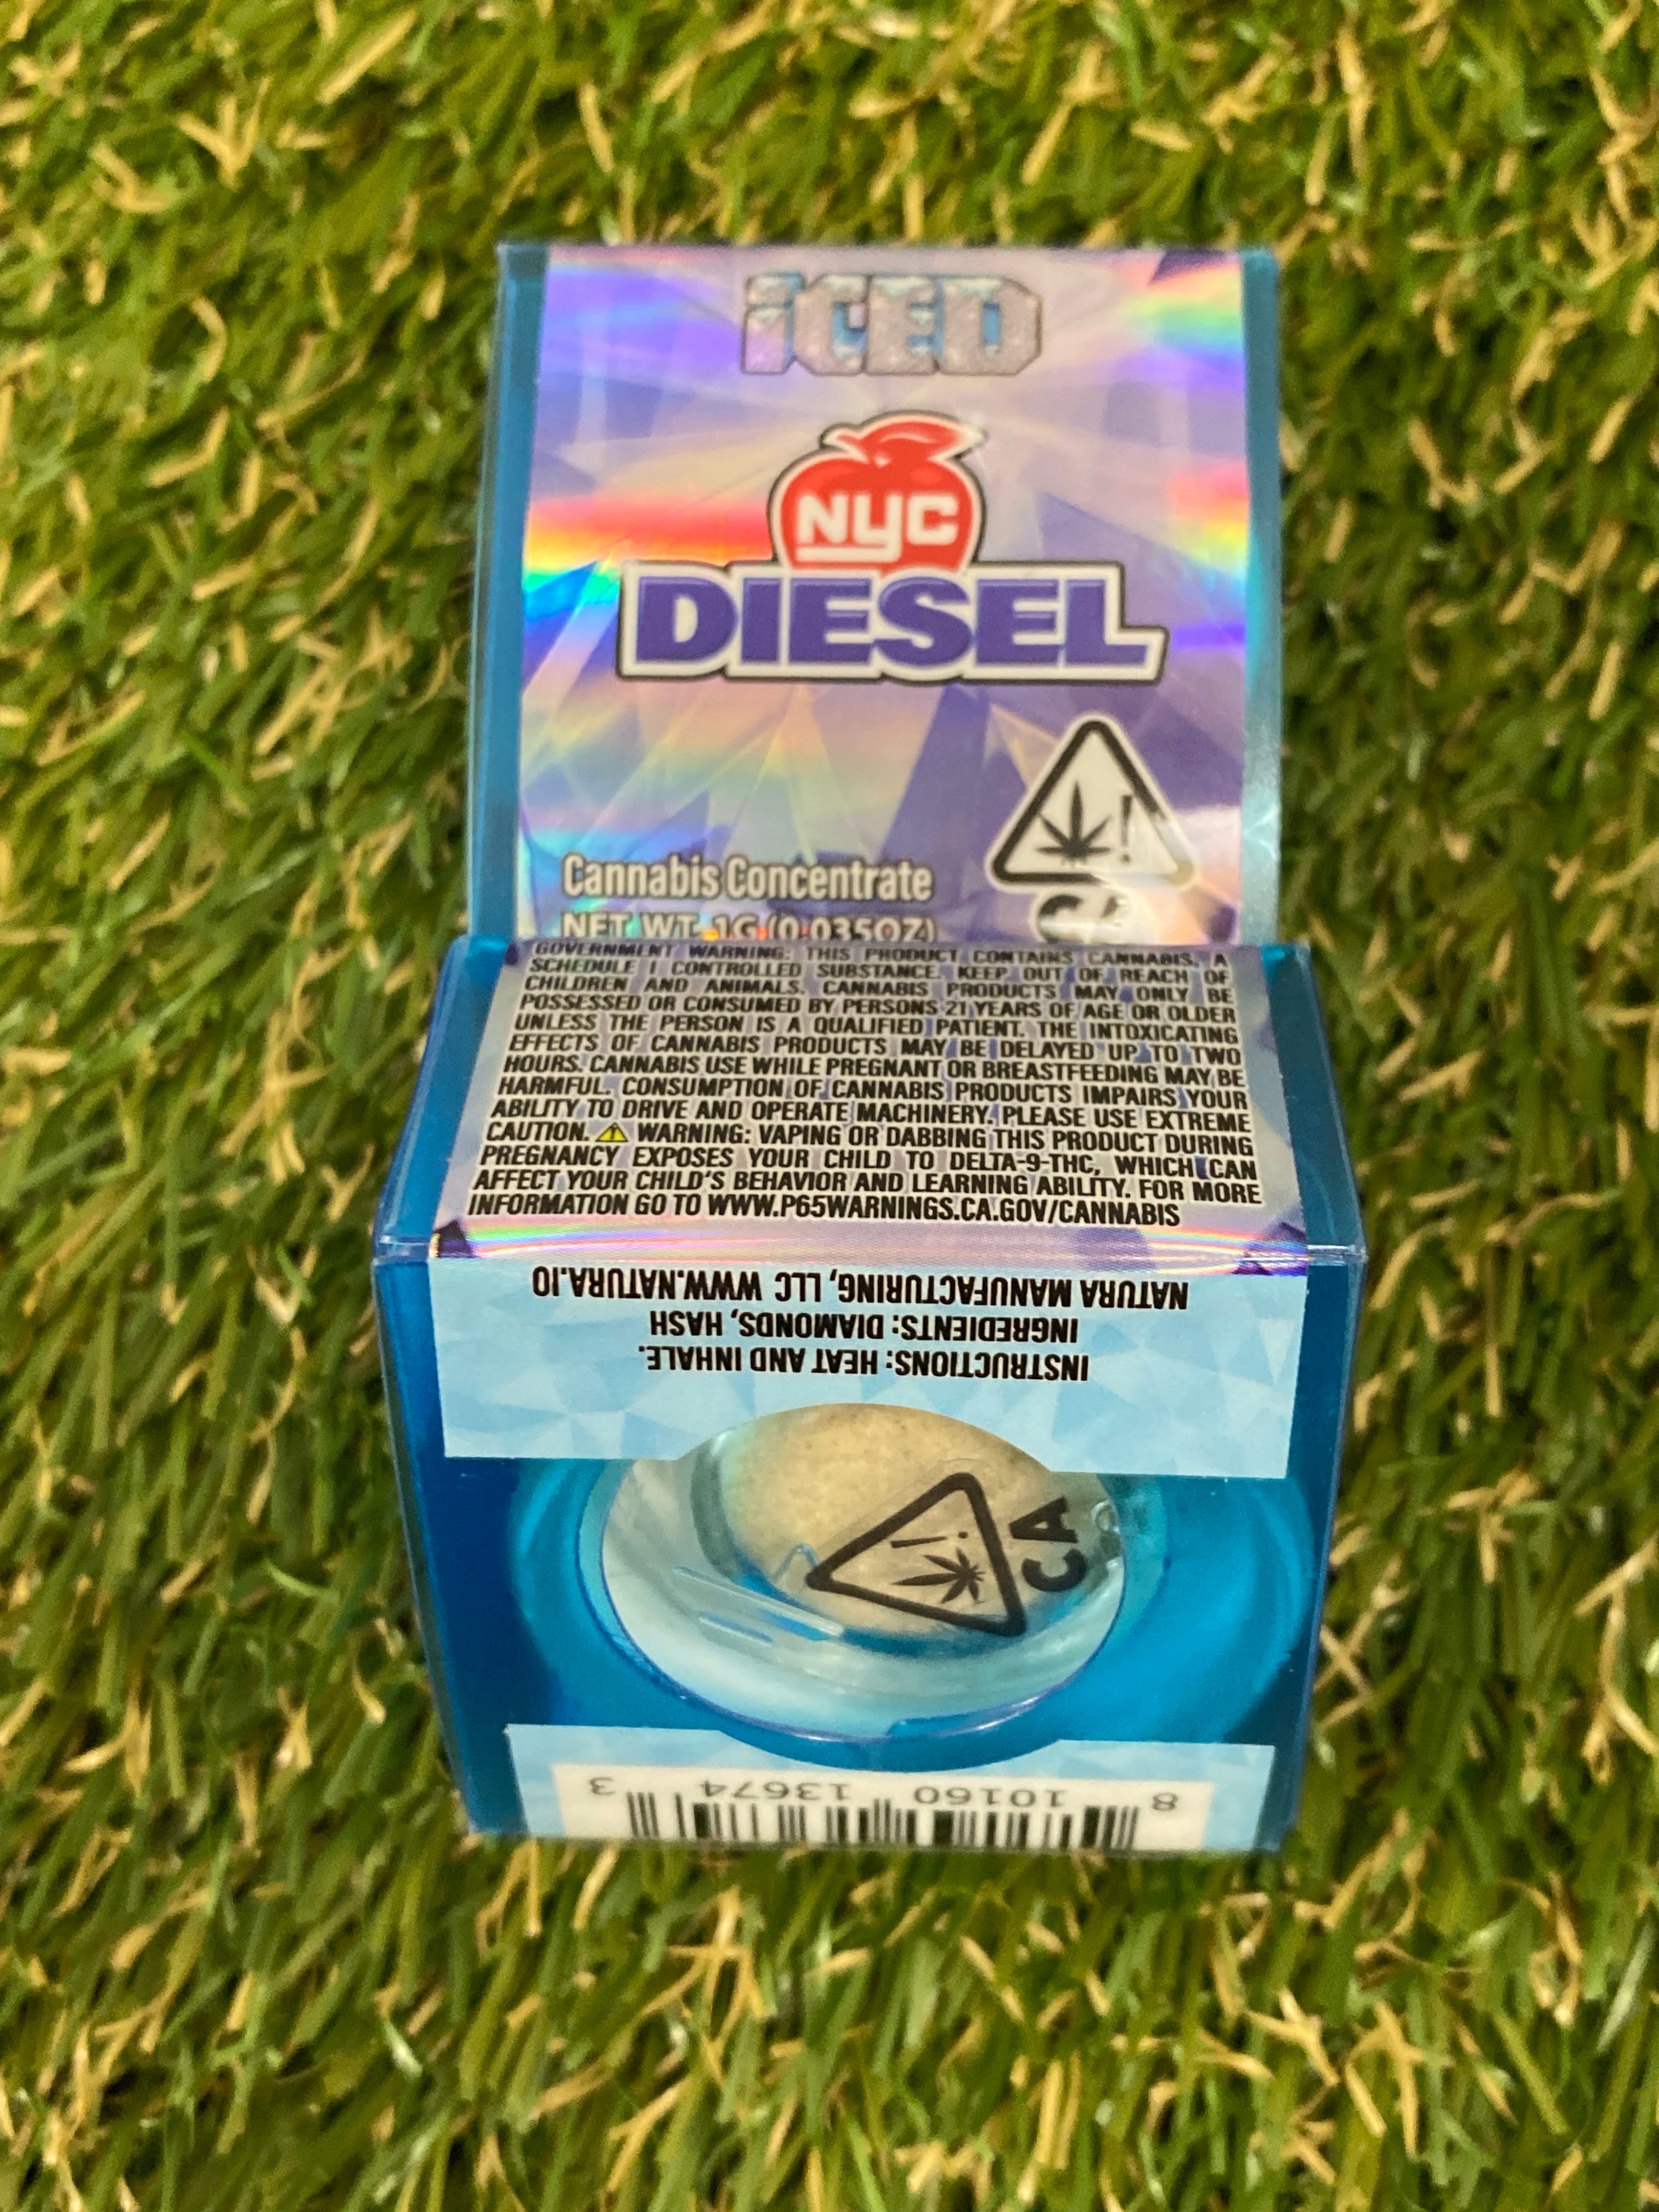 iCED
NYC
DIESEL
Cannabis Concentrate
NET WT. 1G (0.035OZ)
CA
GOVERNMENT WARNING: THIS PRODUCT CONTAINS CANNABIS, A
SCHEDULE I CONTROLLED SUBSTANCE. KEEP OUT OF REACH OF
CHILDREN AND ANIMALS. CANNABIS PRODUCTS MAY ONLY BE
POSSESSED OR CONSUMED BY PERSONS 21 YEARS OF AGE OR OLDER
UNLESS THE PERSON IS A QUALIFIED PATIENT. THE INTOXICATING
EFFECTS OF CANNABIS PRODUCTS MAY BE DELAYED UP TO TWO
HOURS. CANNABIS USE WHILE PREGNANT OR BREASTFEEDING MAY BE
HARMFUL. CONSUMPTION OF CANNABIS PRODUCTS IMPAIRS YOUR
ABILITY TO DRIVE AND OPERATE MACHINERY. PLEASE USE EXTREME
CAUTION. ⚠ WARNING: VAPING OR DABBING THIS PRODUCT DURING
PREGNANCY EXPOSES YOUR CHILD TO DELTA-9-THC, WHICH CAN
AFFECT YOUR CHILD'S BEHAVIOR AND LEARNING ABILITY. FOR MORE
INFORMATION GO TO WWW.P65WARNINGS.CA.GOV/CANNABIS
INSTRUCTIONS: HEAT AND INHALE.
INGREDIENTS: DIAMONDS, HASH
NATURA MANUFACTURING, LLC WWW.NATURA.IO
CA
8 10160 13674 3